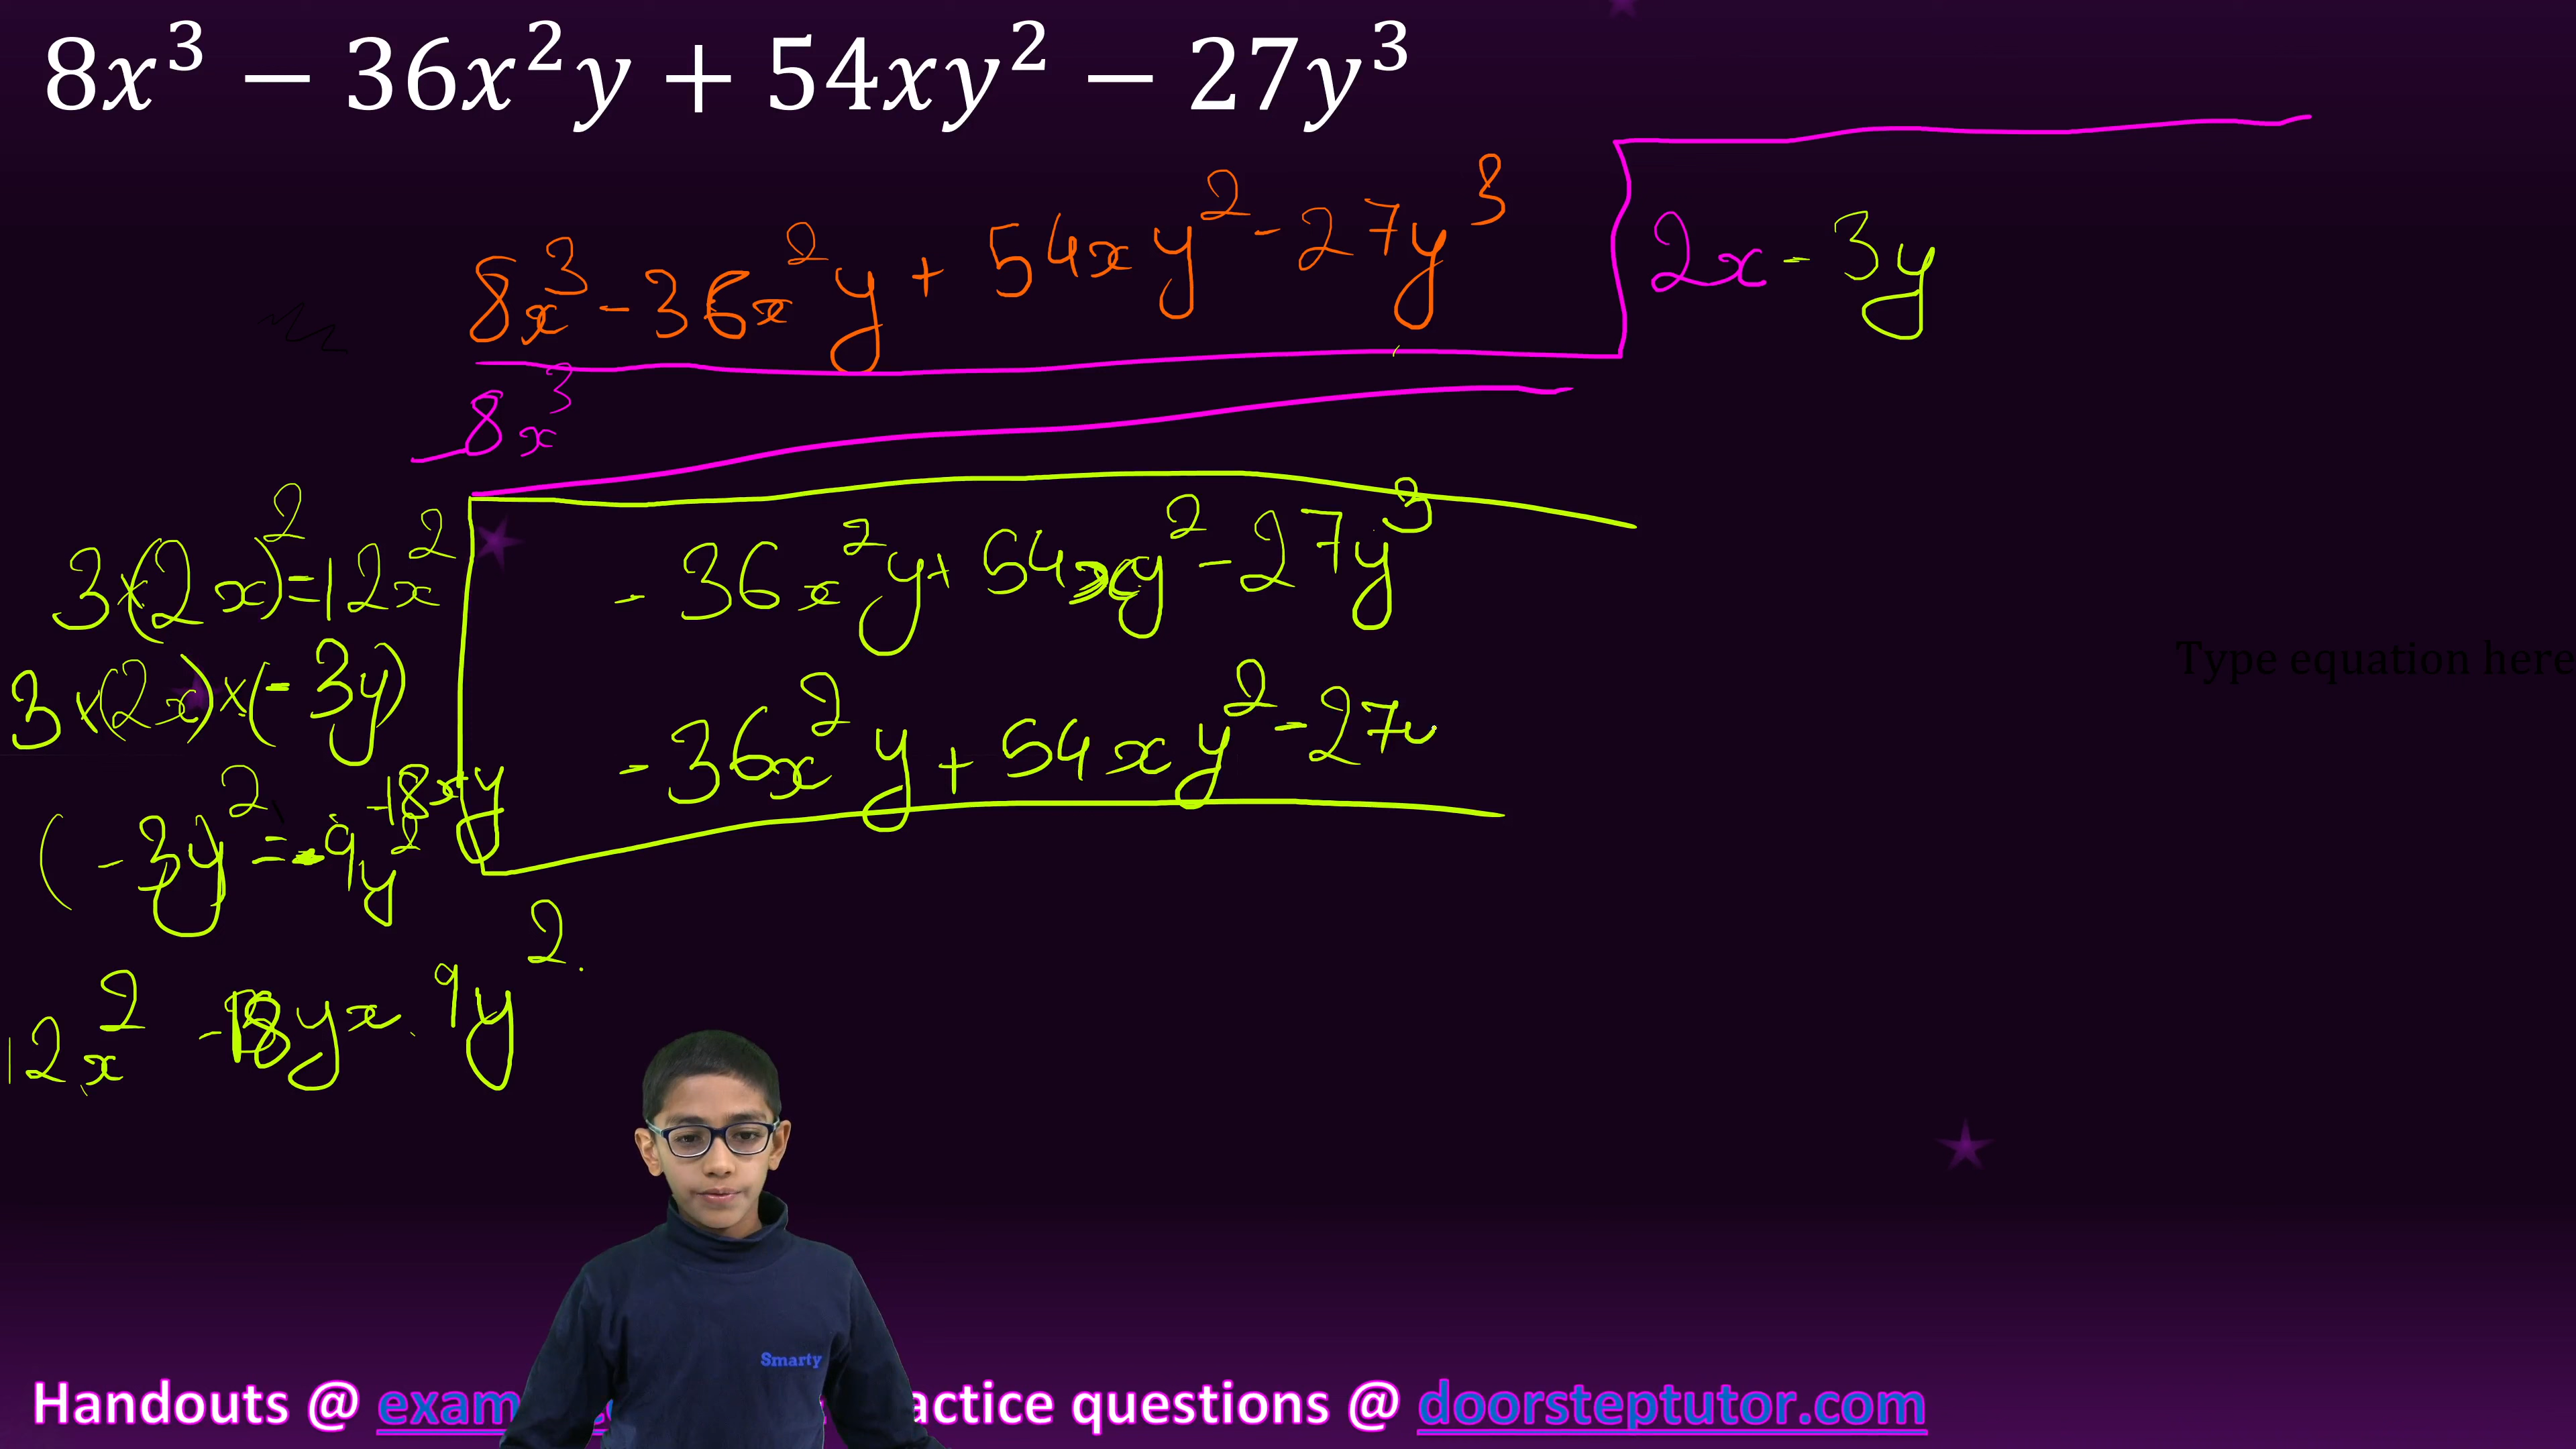 8x³ − 36x²y + 54xy² − 27y³
8x³ - 36x²y + 54xy² - 27y³
2x - 3y
8x³
3×(2x)² = 12x²
- 36x²y + 54xy² - 27y³
3×(2x)×(-3y)
-18xy
- 36x²y + 54xy² - 27y
(-3y)² = 9y²
12x² -18yx 9y²
Type equation here
Smarty
Handouts @ exam actice questions @ doorsteptutor.com